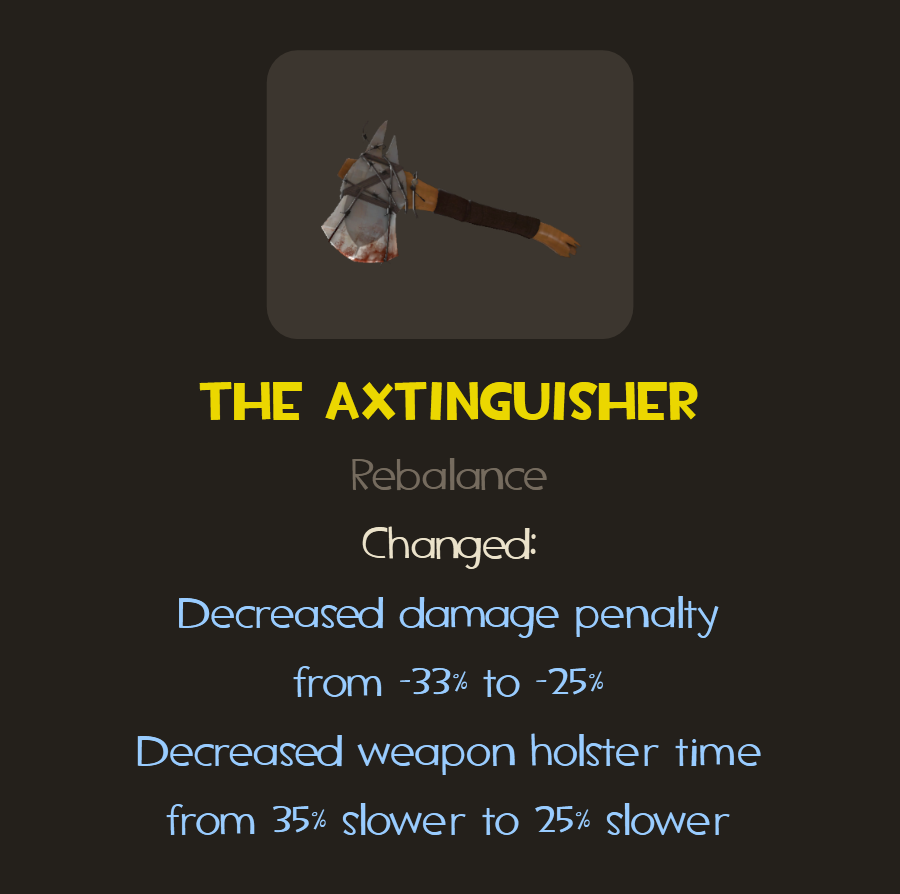 THE AXTINGUISHER
Rebalance
Changed:
Decreased damage penalty
from -33% to -25%
Decreased weapon holster time
from 35% slower to 25% slower